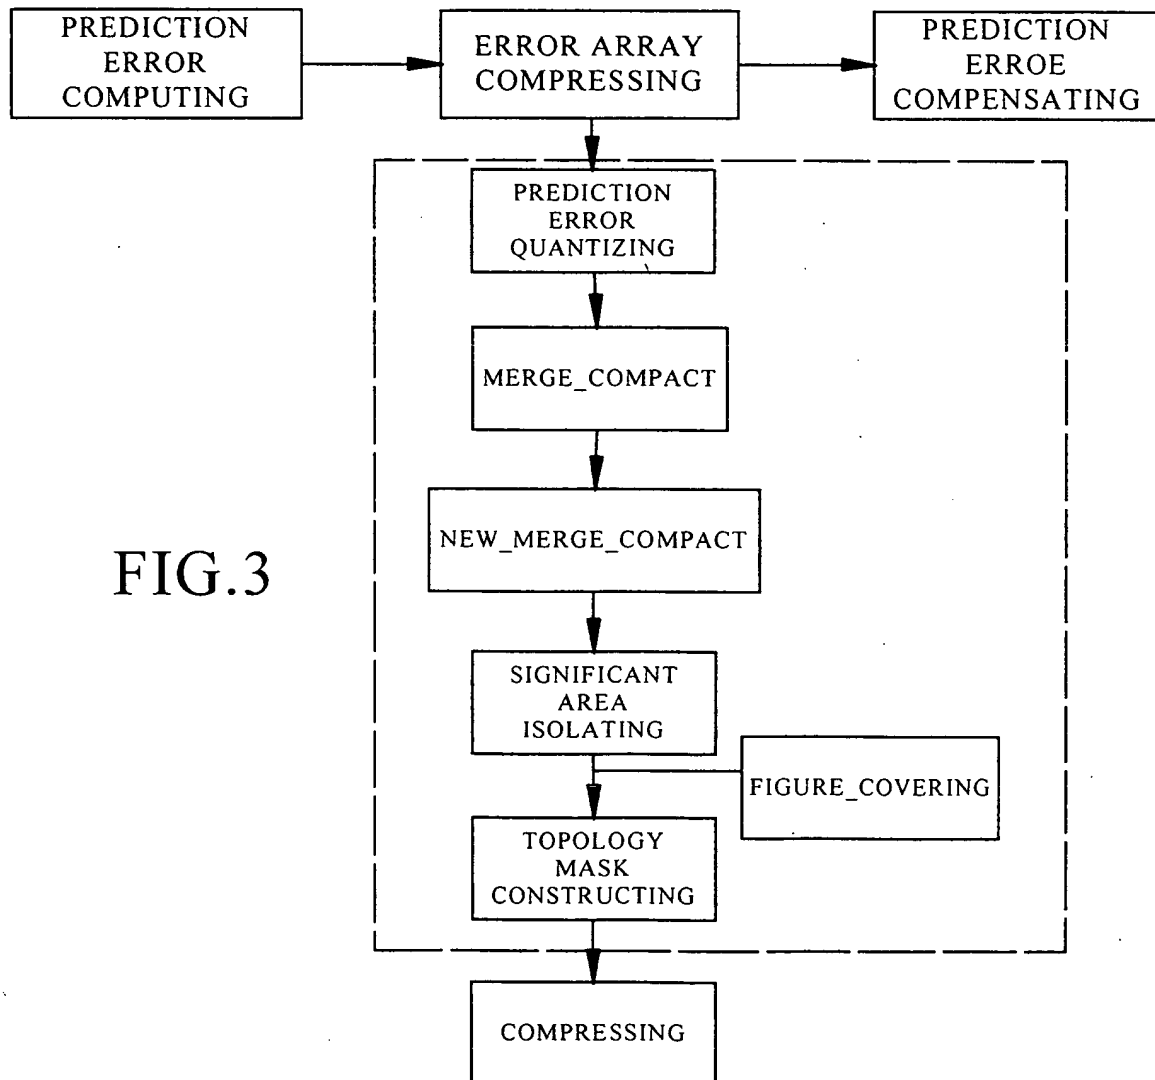 PREDICTION
ERROR
COMPUTING
ERROR ARRAY
COMPRESSING
PREDICTION
ERROE
COMPENSATING
PREDICTION
ERROR
QUANTIZING
MERGE_COMPACT
NEW_MERGE_COMPACT
FIG.3
SIGNIFICANT
AREA
ISOLATING
FIGURE_COVERING
TOPOLOGY
MASK
CONSTRUCTING
COMPRESSING